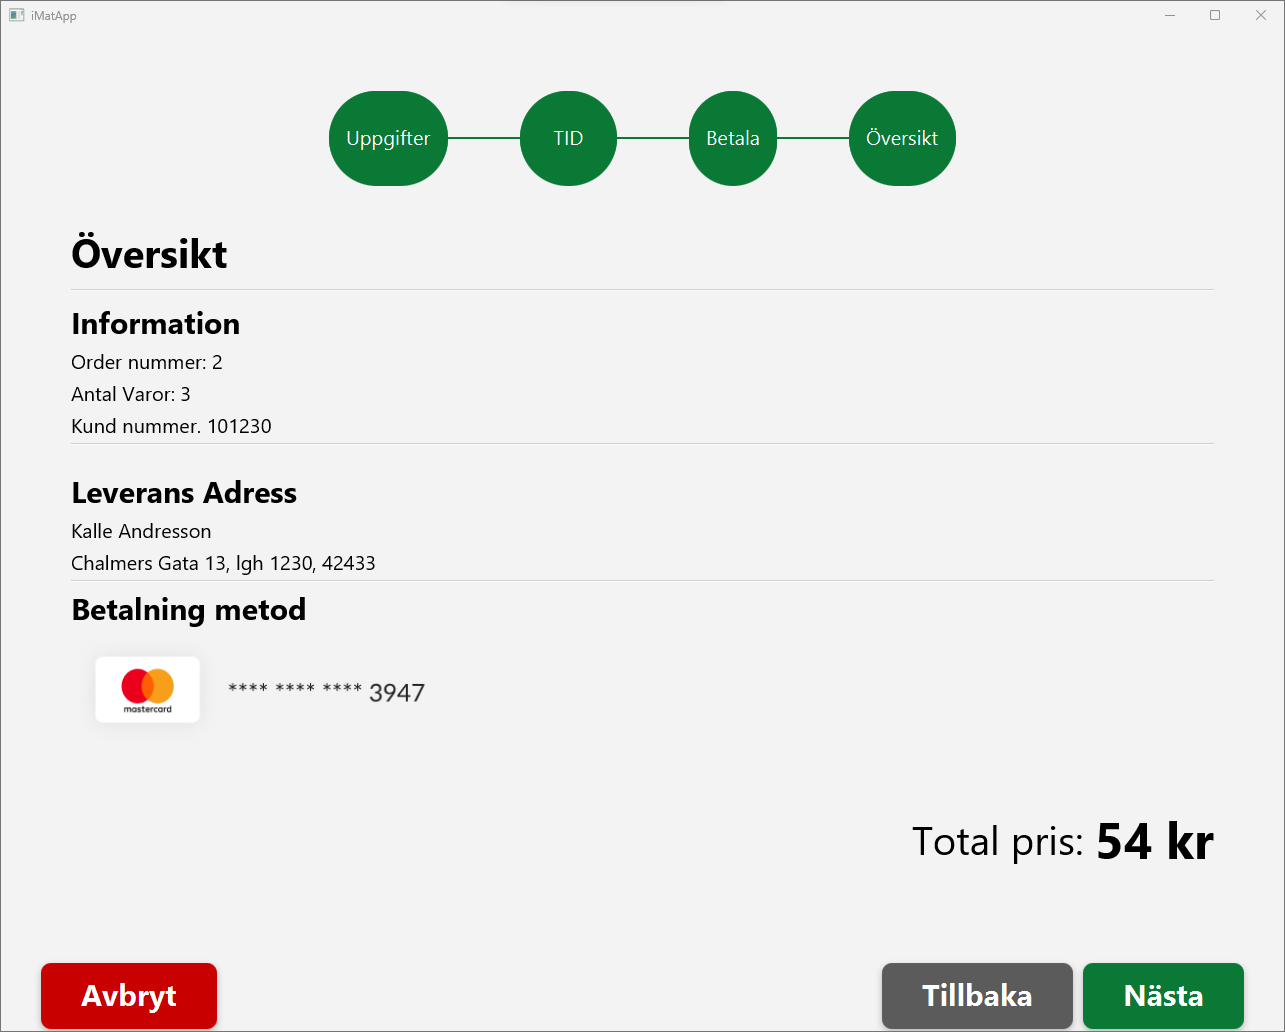 iMatApp
Uppgifter TID Betala Översikt
Översikt
Information
Order nummer: 2
Antal Varor: 3
Kund nummer. 101230
Leverans Adress
Kalle Andresson
Chalmers Gata 13, lgh 1230, 42433
Betalning metod
mastercard
**** **** **** 3947
Total pris: 54 kr
Avbryt Tillbaka Nästa